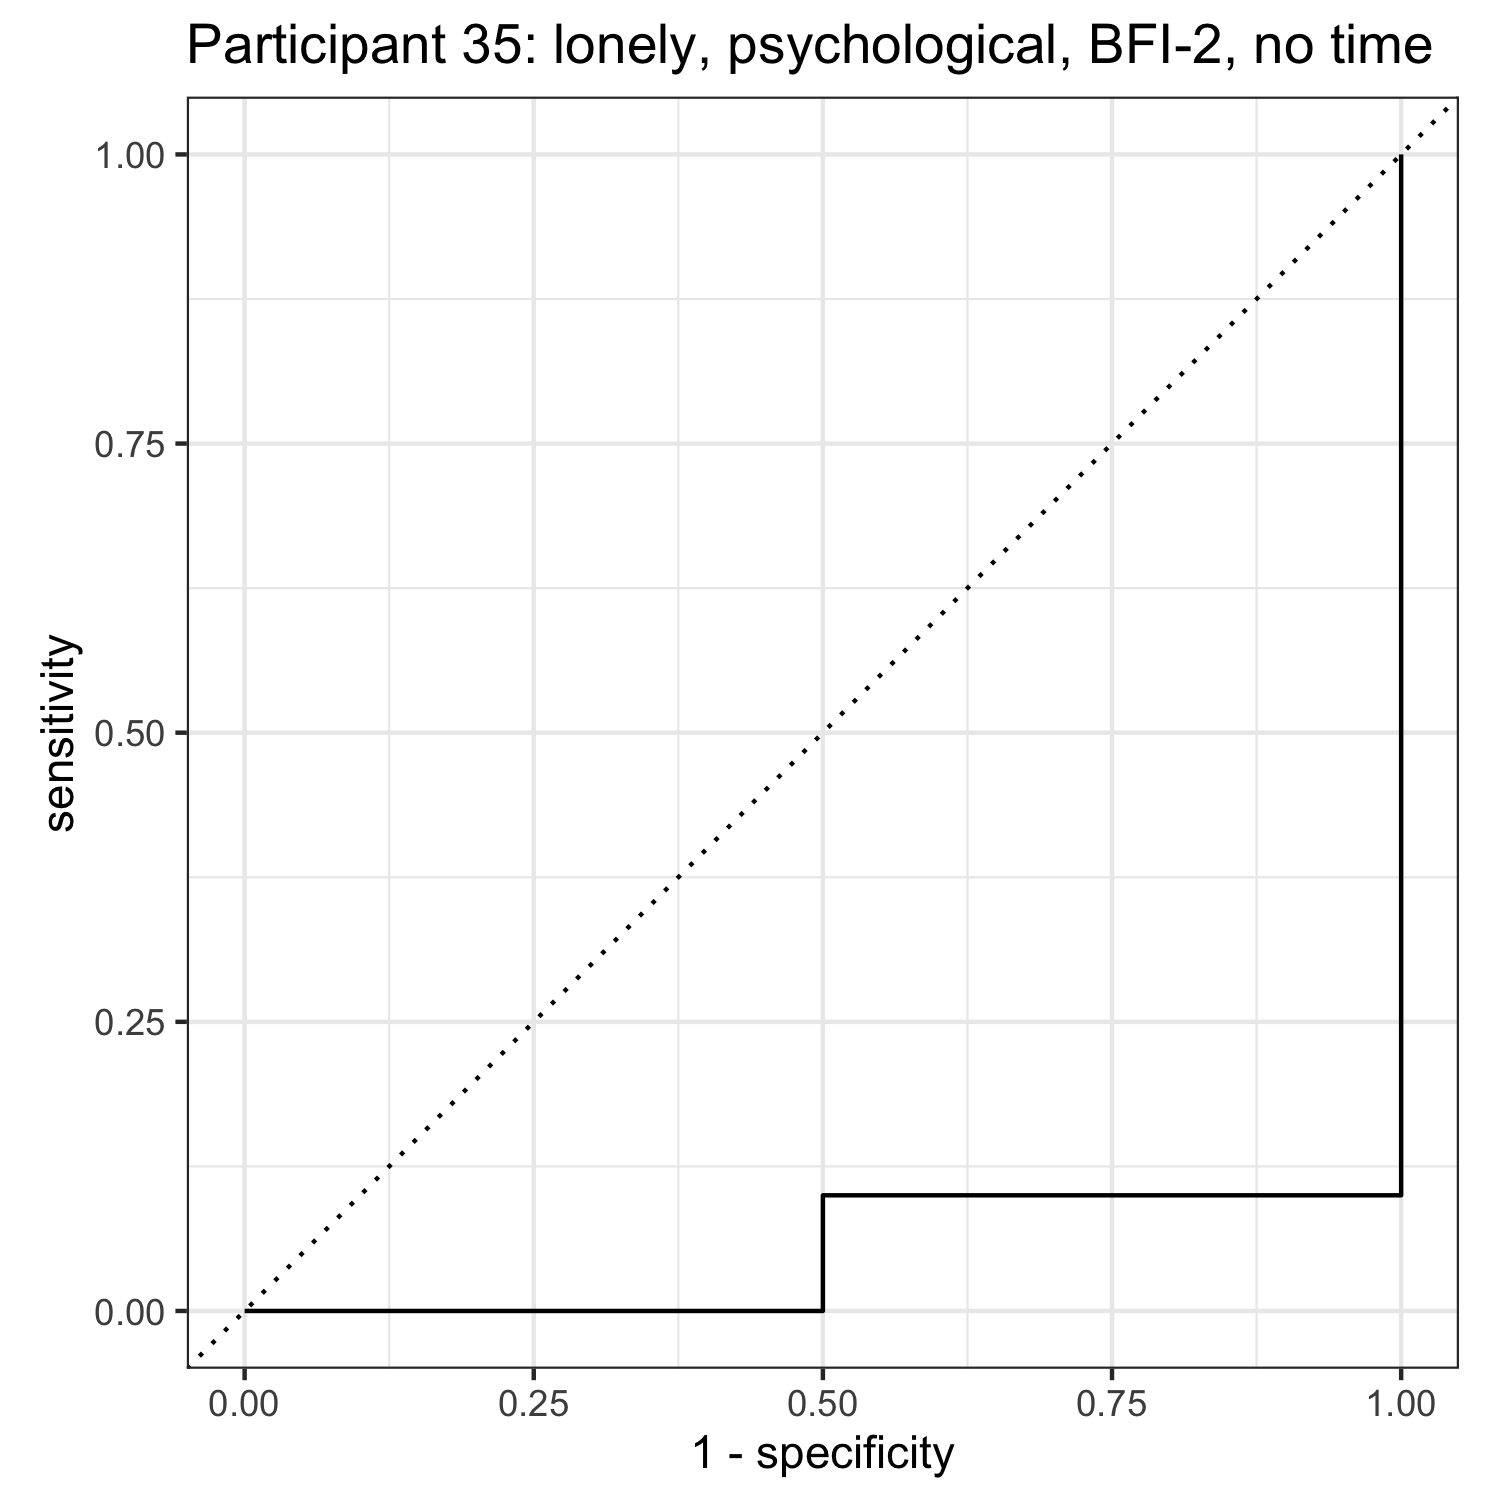 Participant 35: lonely, psychological, BFI-2, no time
1.00
0.75
0.50
0.25
0.00
sensitivity
0.00 0.25 0.50 0.75 1.00
1 - specificity